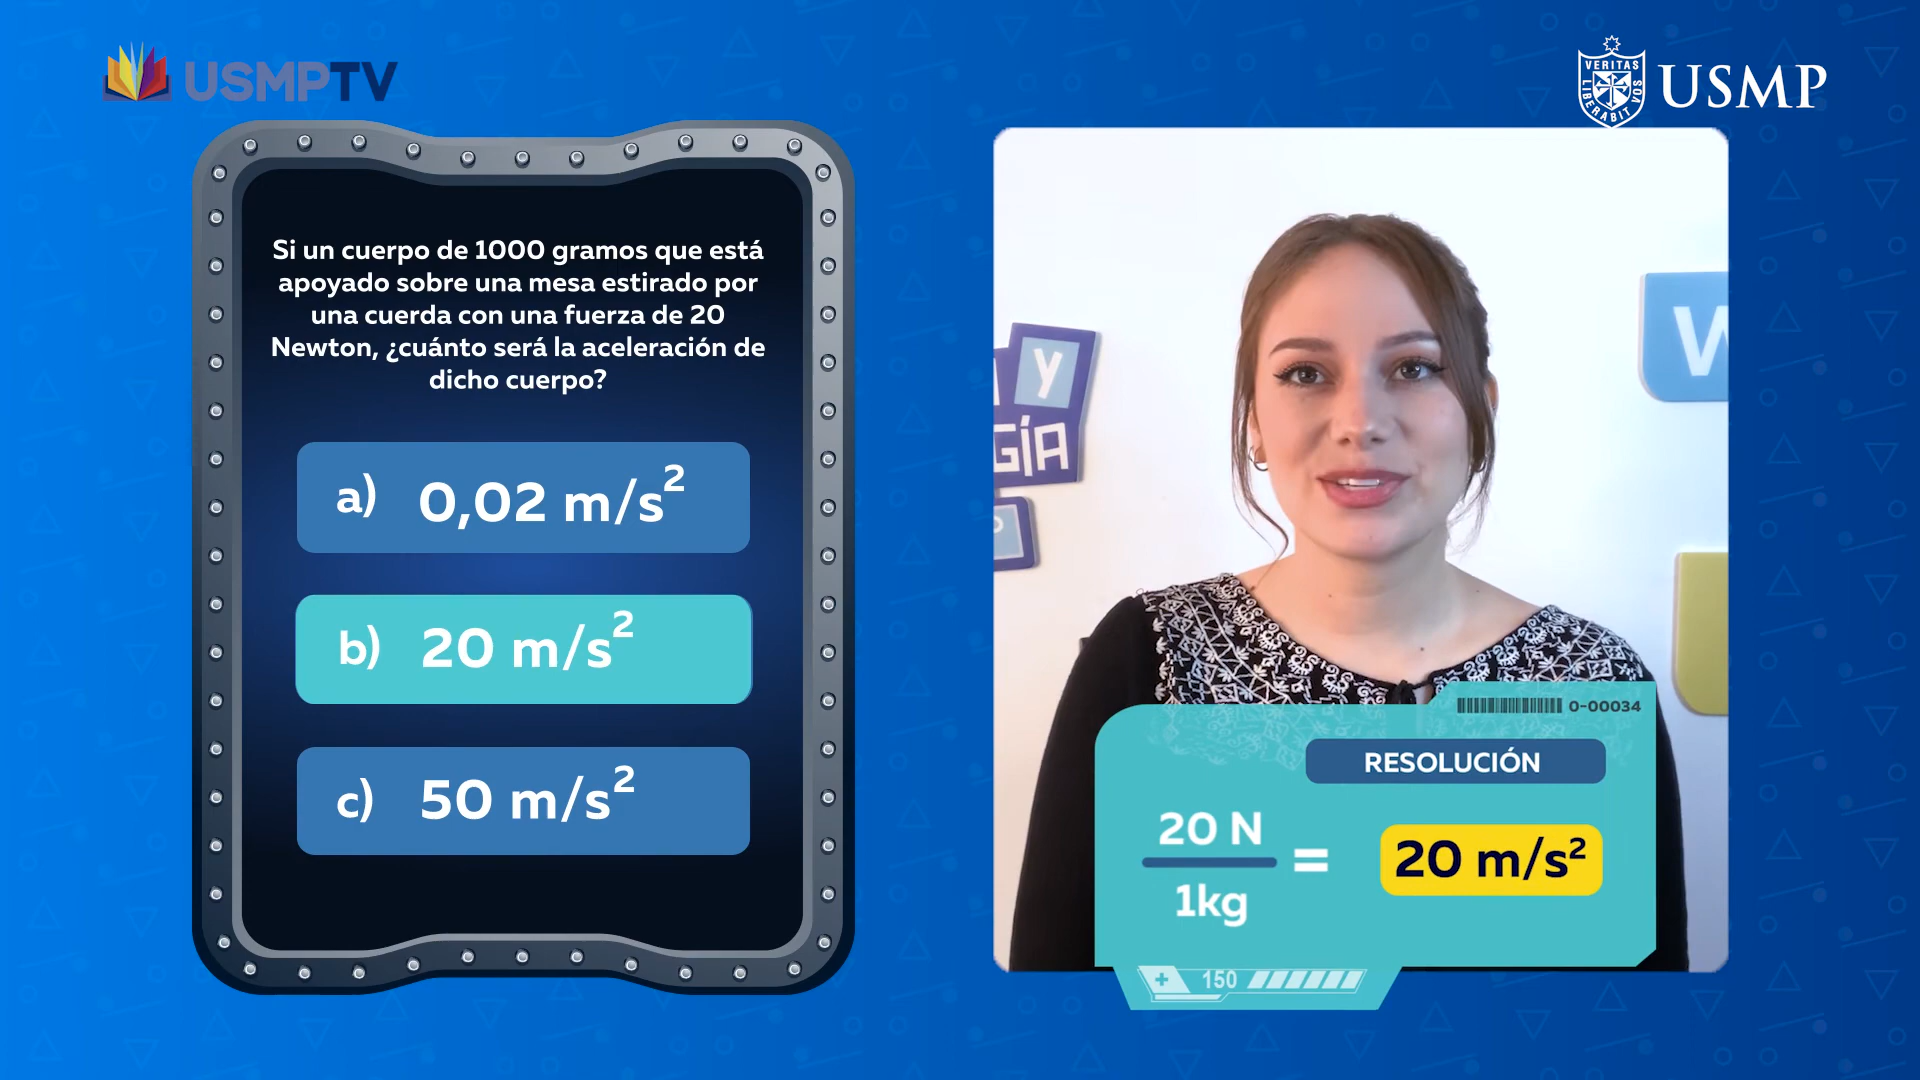 USMPTV
VERITAS
LIBERABIT VOS
USMP
Si un cuerpo de 1000 gramos que está
apoyado sobre una mesa estirado por
una cuerda con una fuerza de 20
Newton, ¿cuánto será la aceleración de
dicho cuerpo?
a) 0,02 m/s²
b) 20 m/s²
c) 50 m/s²
Y
GÍA
W
0-00034
RESOLUCIÓN
20 N
1kg
= 20 m/s²
+ 150